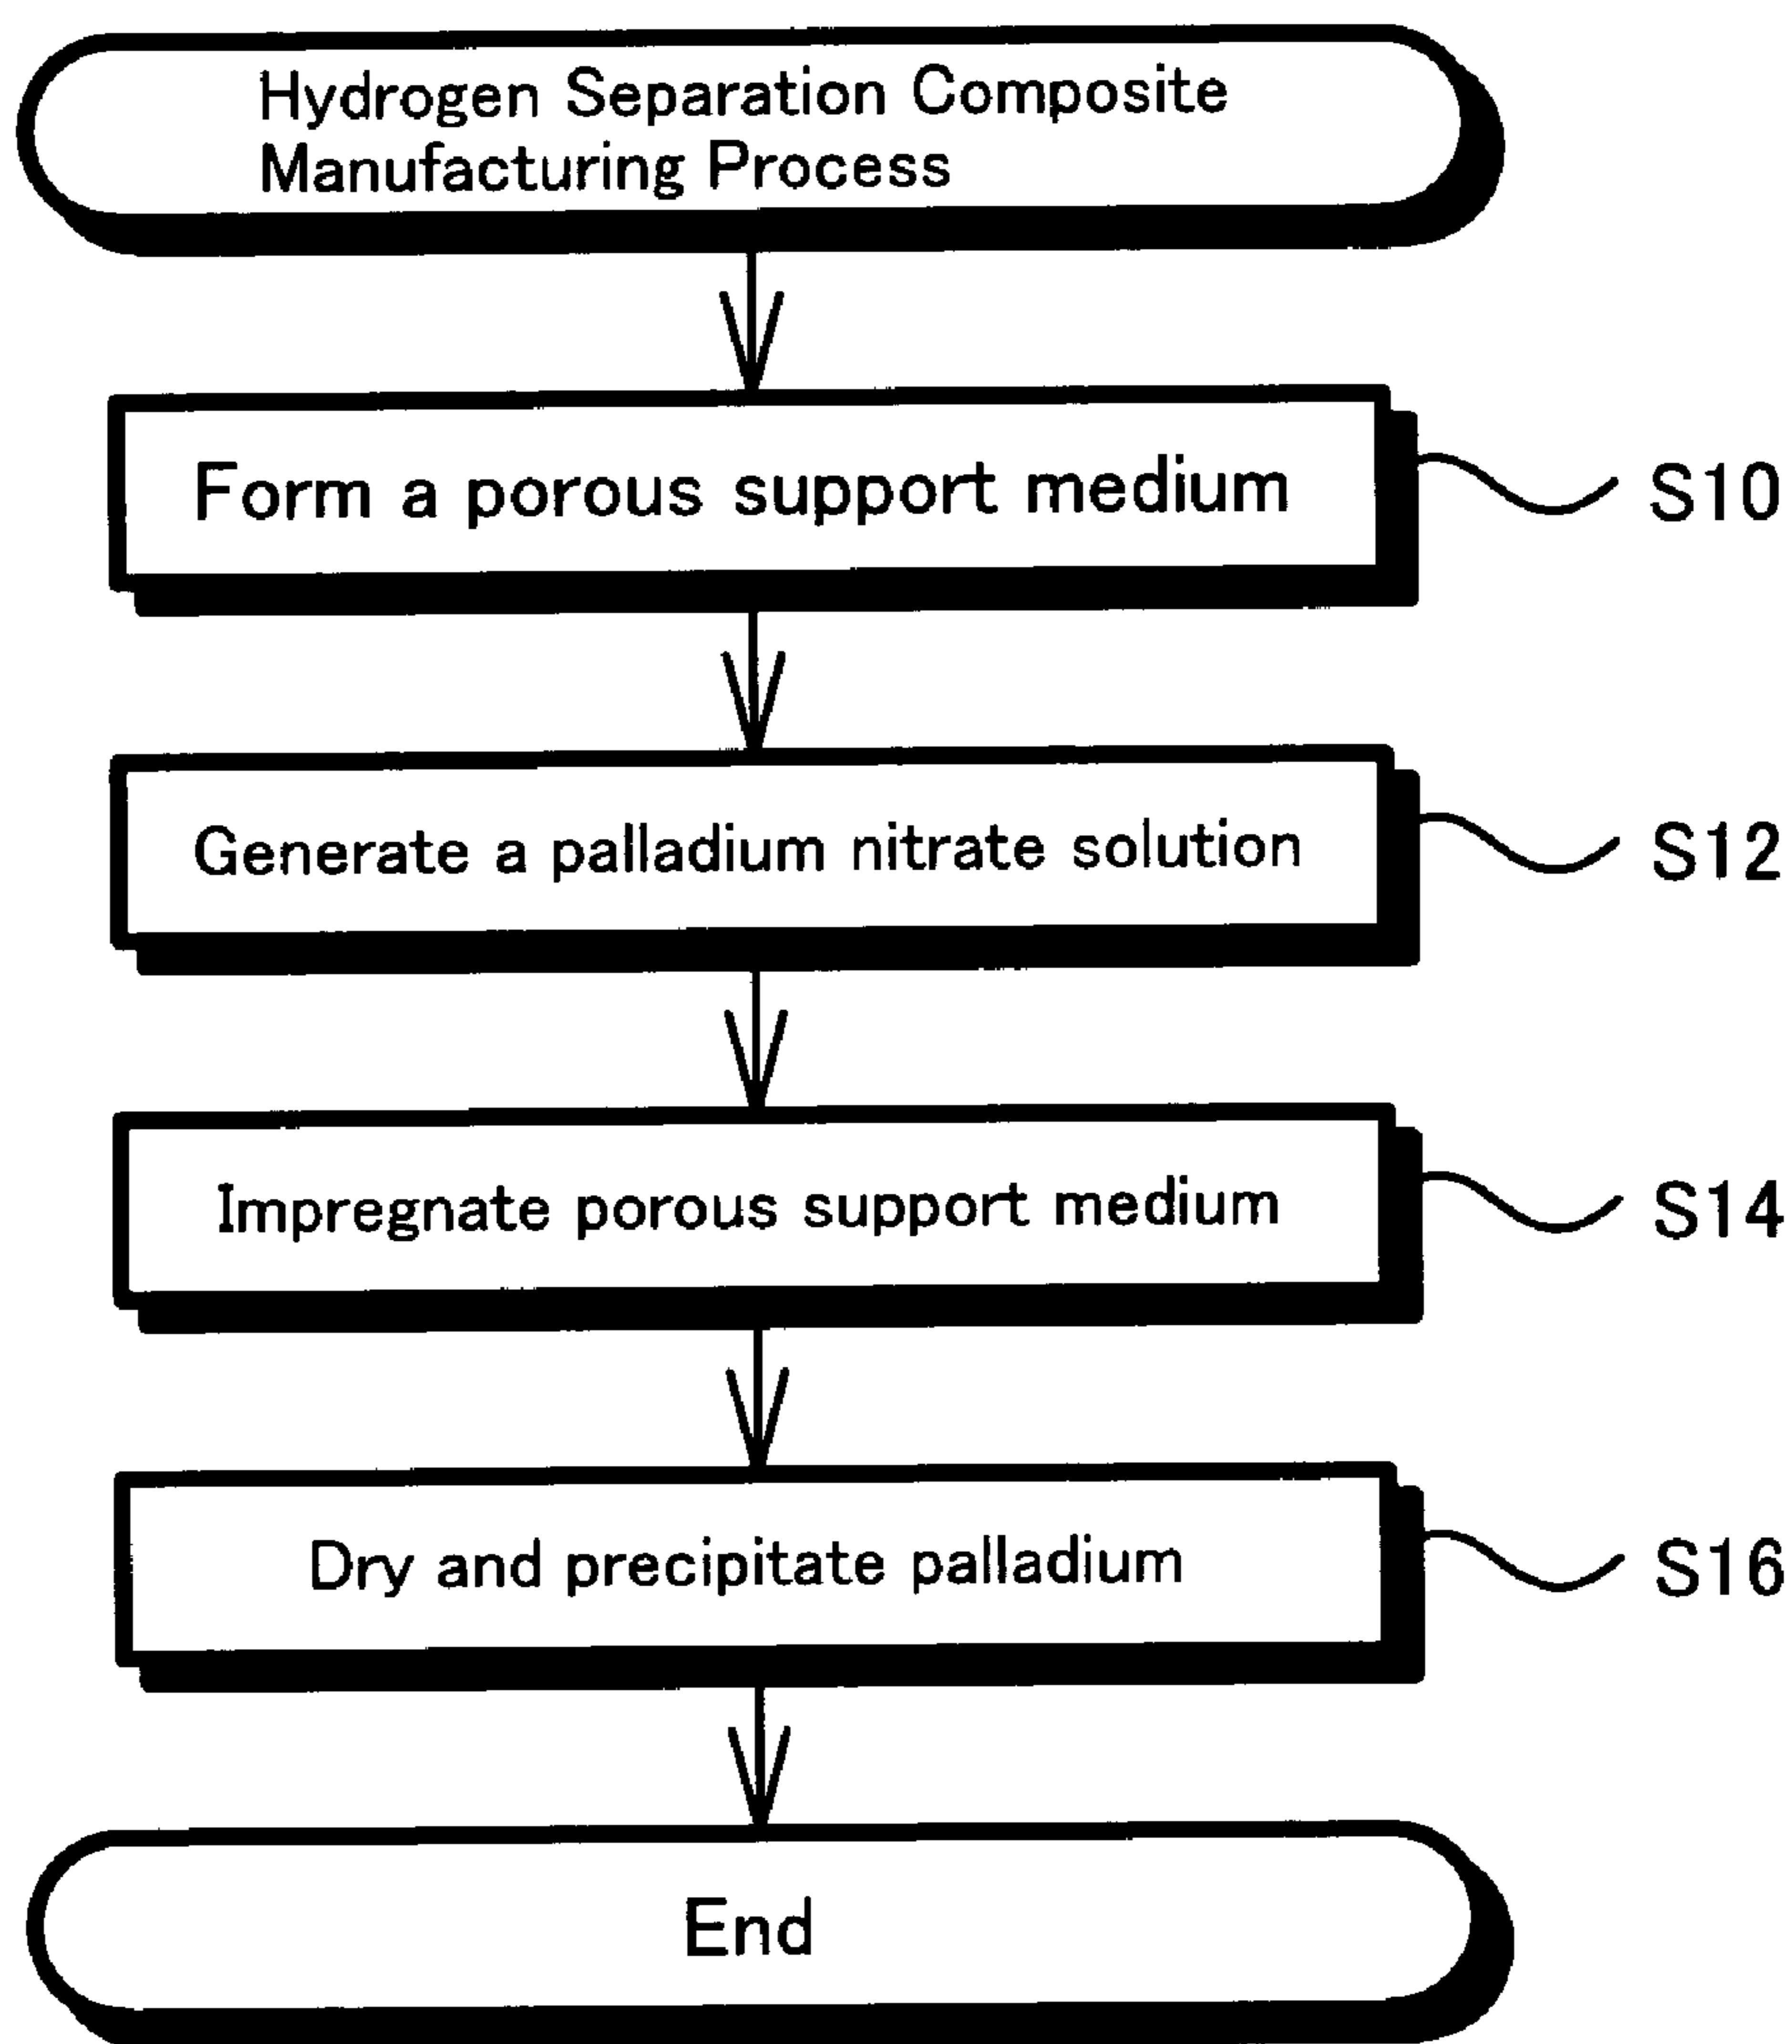 Hydrogen Separation Composite
Manufacturing Process
Form a porous support medium
S10
Generate a palladium nitrate solution
S12
Impregnate porous support medium
S14
Dry and precipitate palladium
S16
End